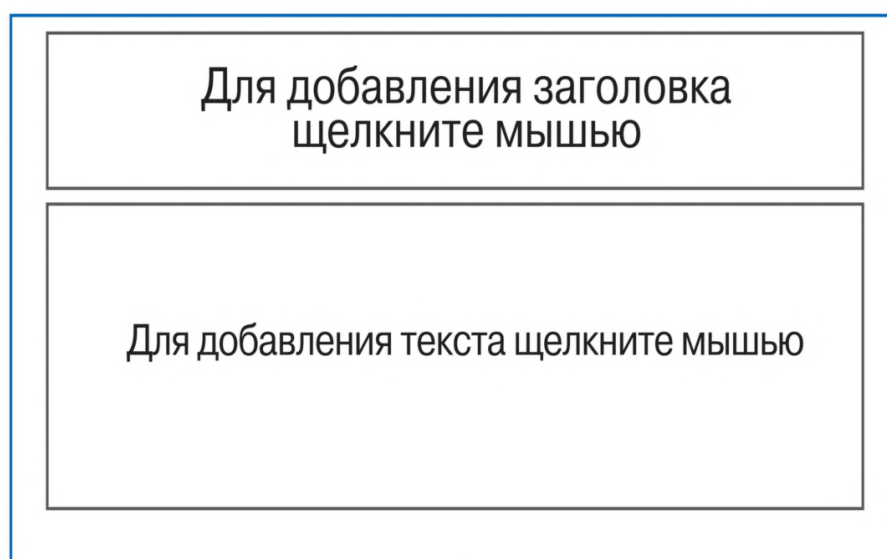 Для добавления заголовка
щелкните мышью
Для добавления текста щелкните мышью